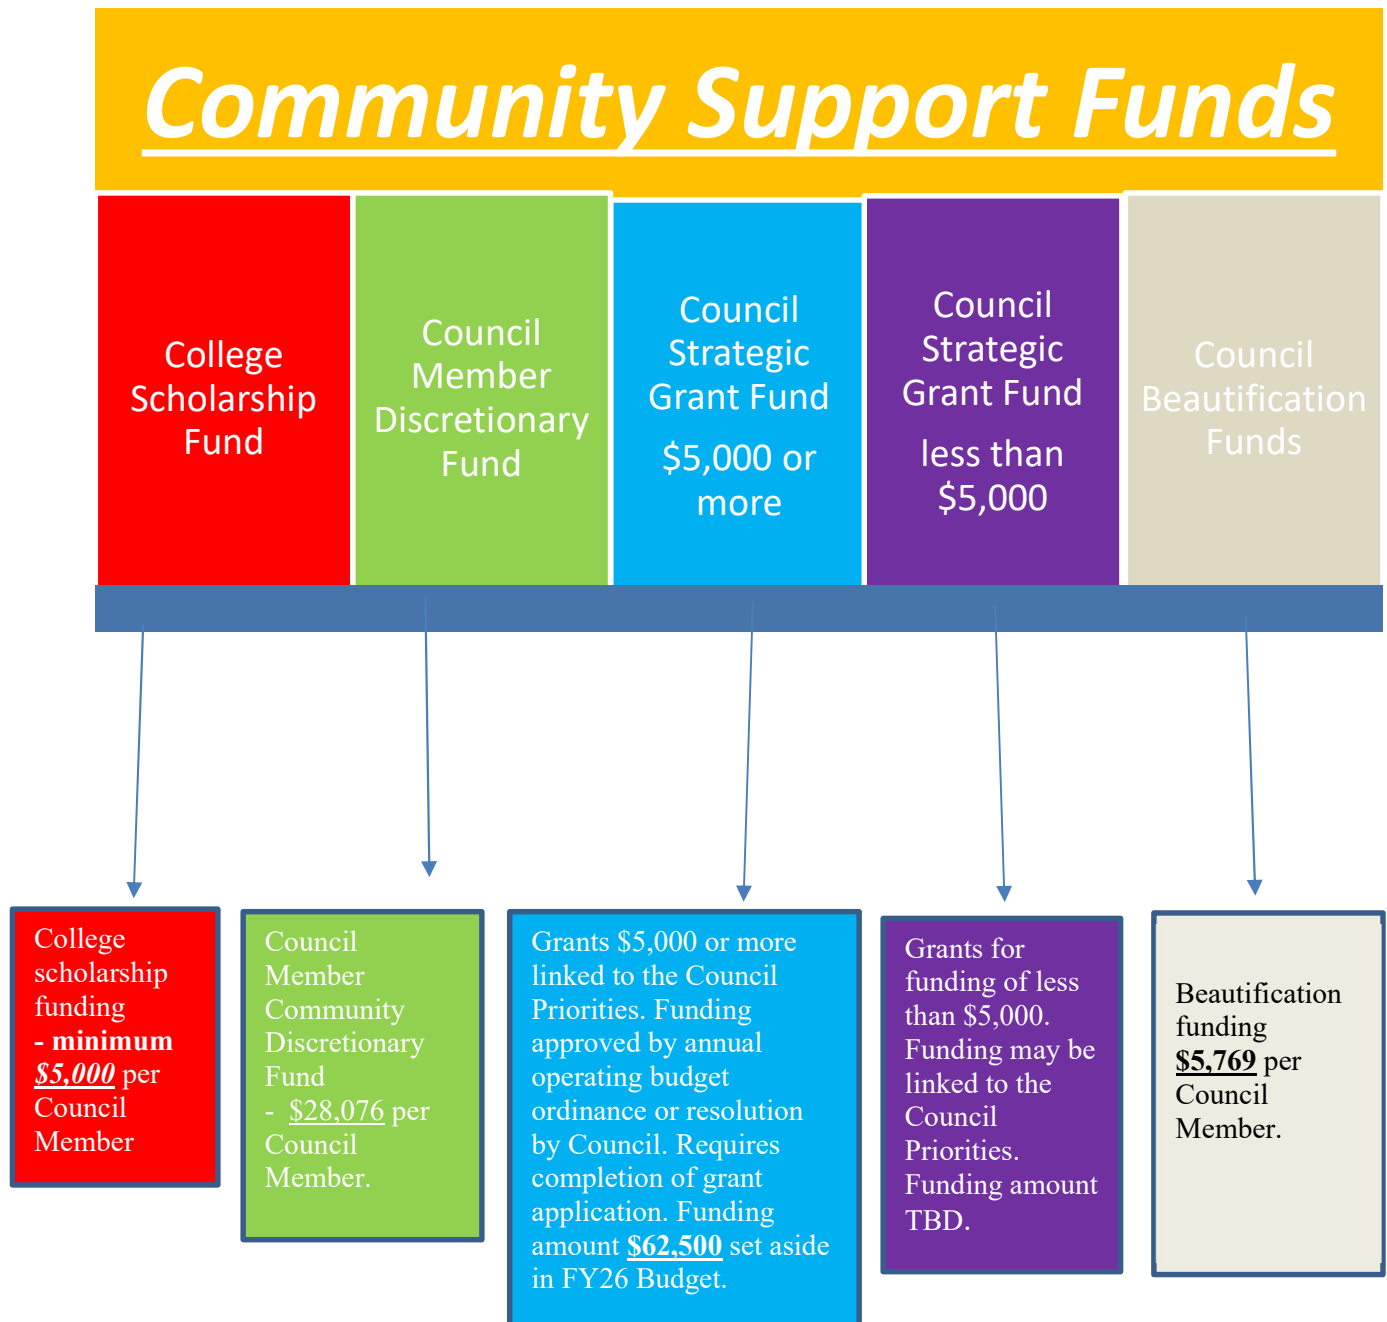 Community Support Funds
College
Scholarship
Fund
Council
Member
Discretionary
Fund
Council
Strategic
Grant Fund
$5,000 or
more
Council
Strategic
Grant Fund
less than
$5,000
Council
Beautification
Funds
College
scholarship
funding
- minimum
$5,000 per
Council
Member
Council
Member
Community
Discretionary
Fund
- $28,076 per
Council
Member.
Grants $5,000 or more
linked to the Council
Priorities. Funding
approved by annual
operating budget
ordinance or resolution
by Council. Requires
completion of grant
application. Funding
amount $62,500 set aside
in FY26 Budget.
Grants for
funding of less
than $5,000.
Funding may be
linked to the
Council
Priorities.
Funding amount
TBD.
Beautification
funding
$5,769 per
Council
Member.